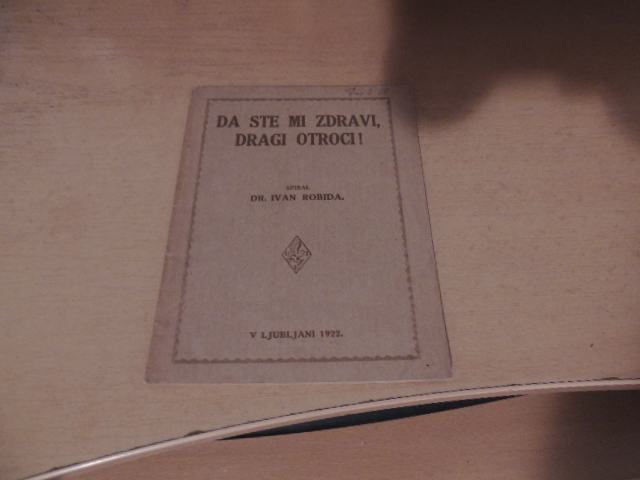 DA STE MI ZDRAVI,
DRAGI OTROCI!
SPISAL
DR. IVAN ROBIDA.
V LJUBLJANI 1922.